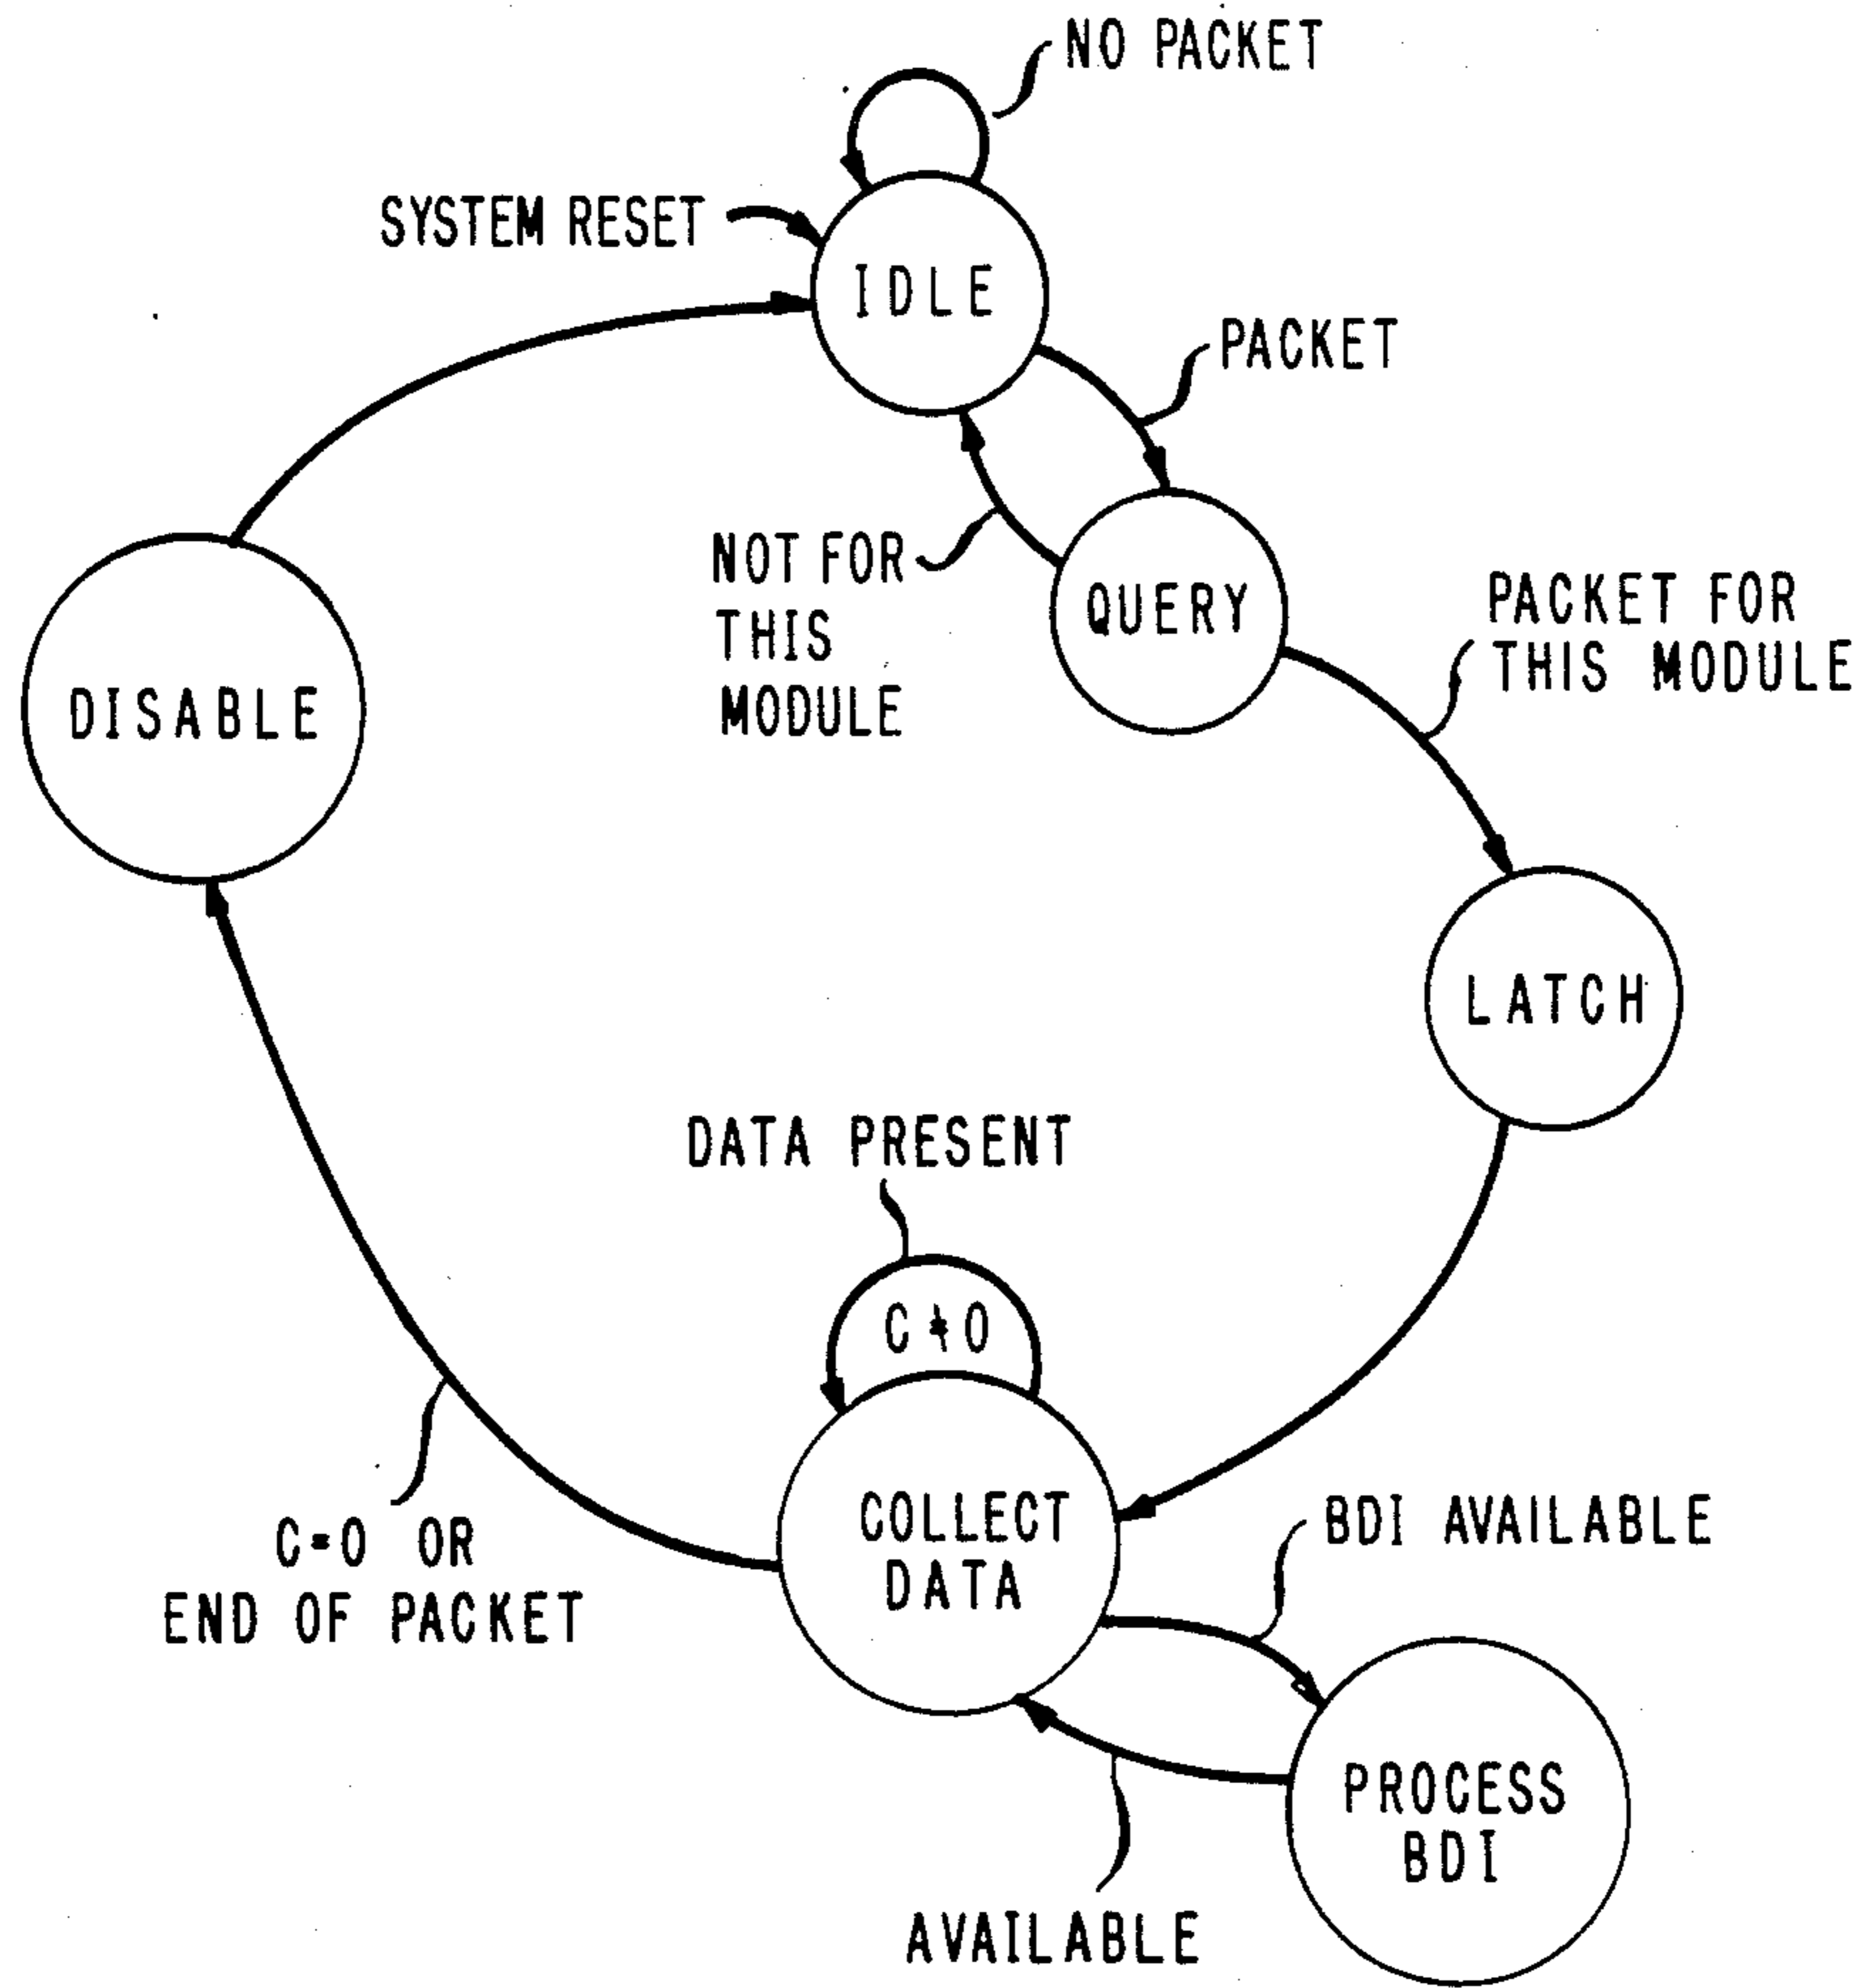 NO PACKET
SYSTEM RESET
IDLE
PACKET
NOT FOR
THIS
MODULE
QUERY
PACKET FOR
THIS MODULE
DISABLE
LATCH
DATA PRESENT
C ≠ 0
COLLECT
DATA
BDI AVAILABLE
C=0 OR
END OF PACKET
PROCESS
BDI
AVAILABLE